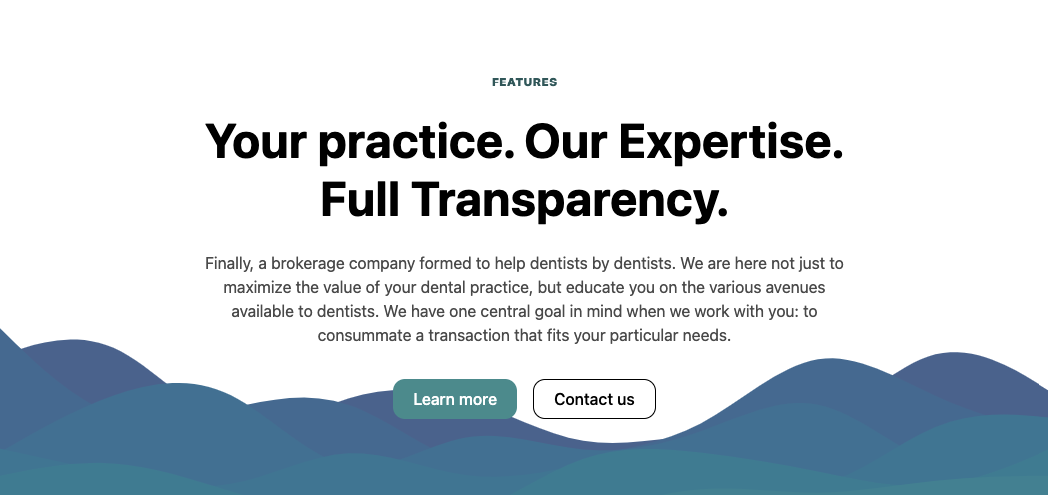 FEATURES
Your practice. Our Expertise.
Full Transparency.
Finally, a brokerage company formed to help dentists by dentists. We are here not just to
maximize the value of your dental practice, but educate you on the various avenues
available to dentists. We have one central goal in mind when we work with you: to
consummate a transaction that fits your particular needs.
Learn more
Contact us